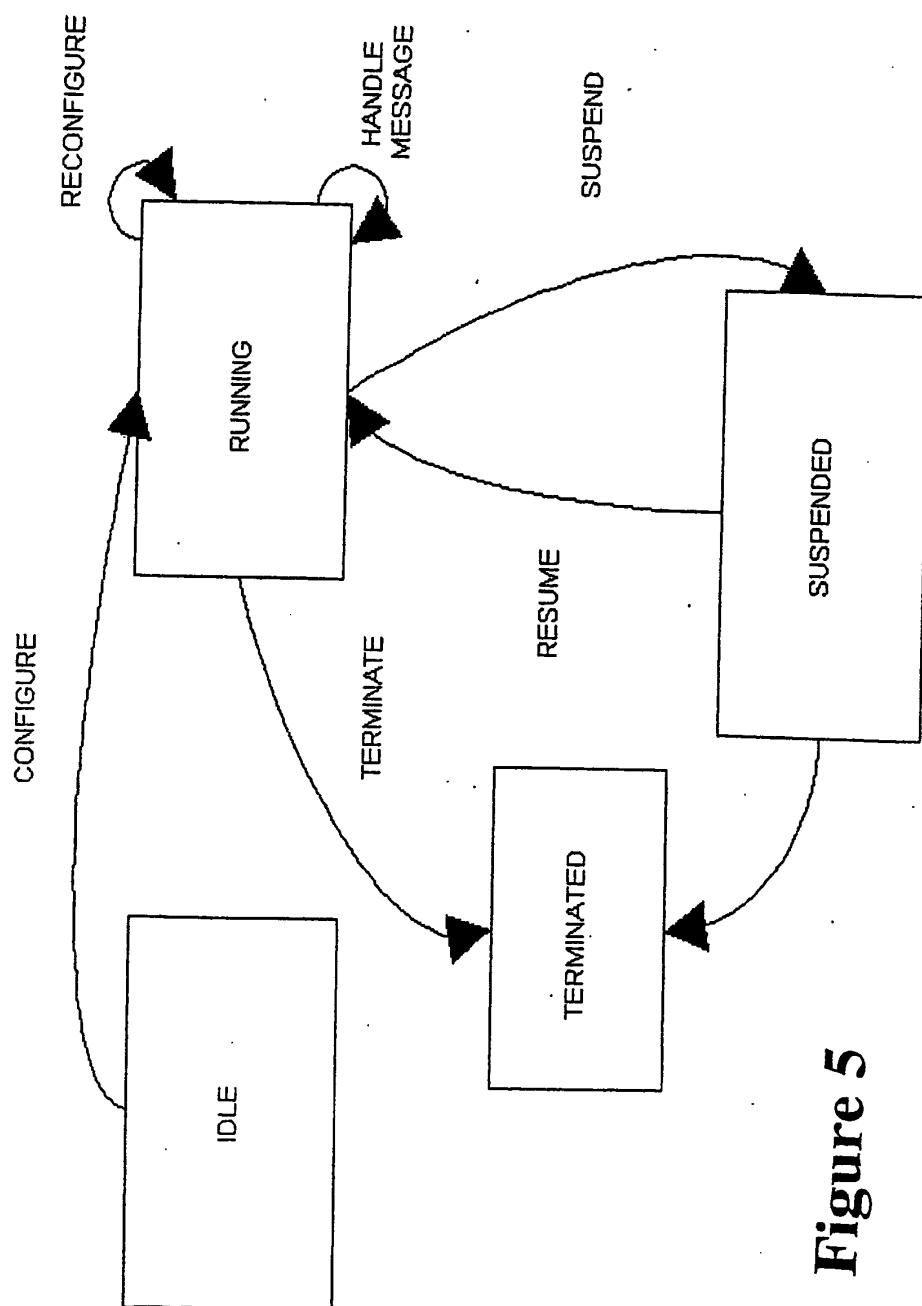 CONFIGURE
RECONFIGURE
IDLE
RUNNING
HANDLE
MESSAGE
TERMINATE
RESUME
SUSPEND
TERMINATED
SUSPENDED
Figure 5